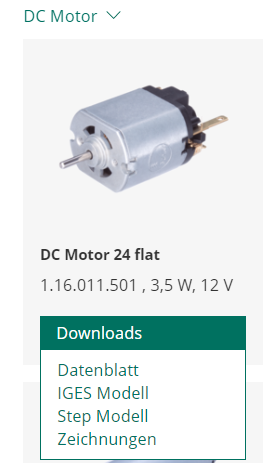 DC Motor
DC Motor 24 flat
1.16.011.501 , 3,5 W, 12 V
Downloads
Datenblatt
IGES Modell
Step Modell
Zeichnungen